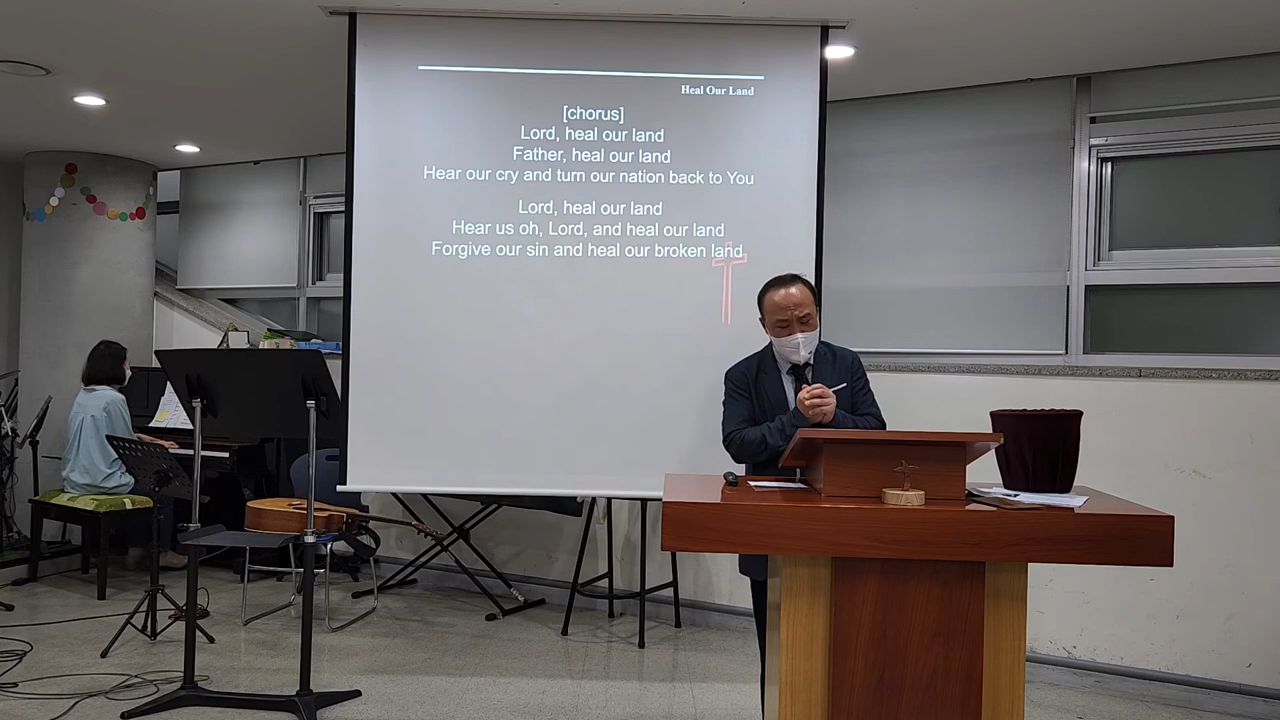 Heal Our Land
[chorus]
Lord, heal our land
Father, heal our land
Hear our cry and turn our nation back to You
Lord, heal our land
Hear us oh, Lord, and heal our land
Forgive our sin and heal our broken land